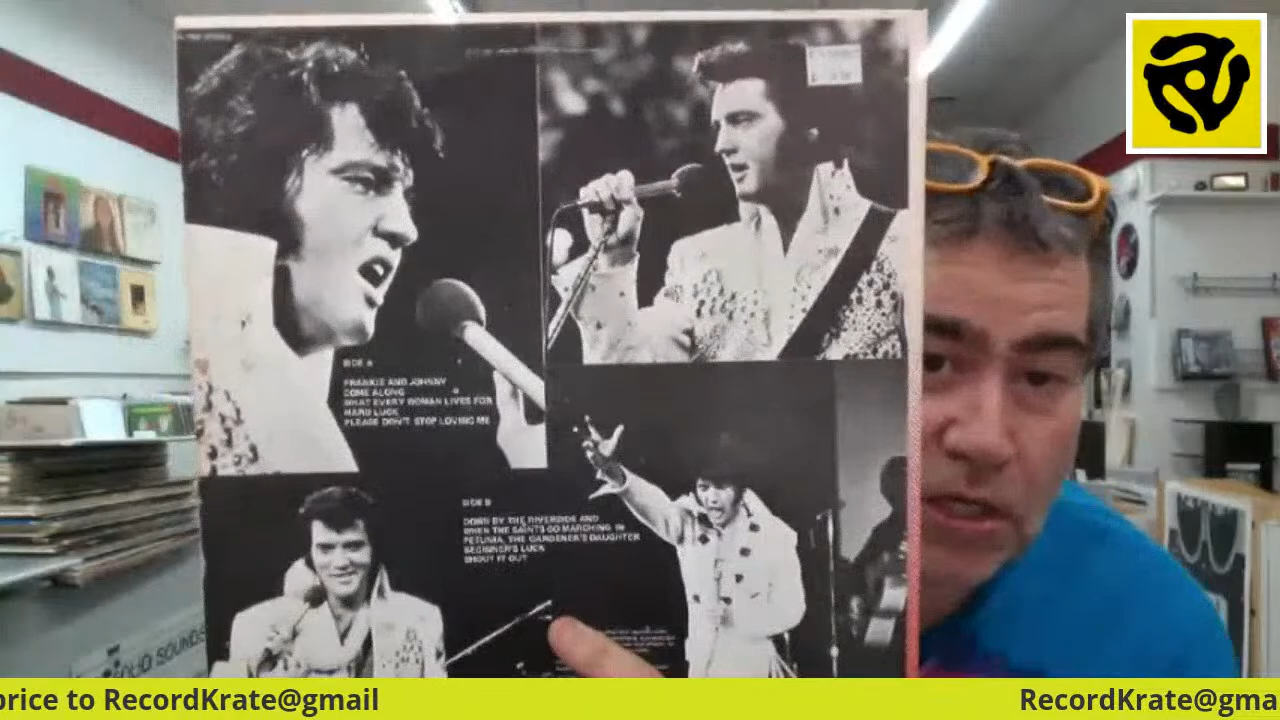 SIDE A
FRANKIE AND JOHNNY
COME ALONG
WHAT EVERY WOMAN LIVES FOR
HARD LUCK
PLEASE DON'T STOP LOVING ME
SIDE B
DOWN BY THE RIVERSIDE AND
WHEN THE SAINTS GO MARCHING IN
PETUNIA, THE GARDENER'S DAUGHTER
BEGINNER'S LUCK
SHOUT IT OUT
SOLID SOUNDS
price to RecordKrate@gmail
RecordKrate@gma